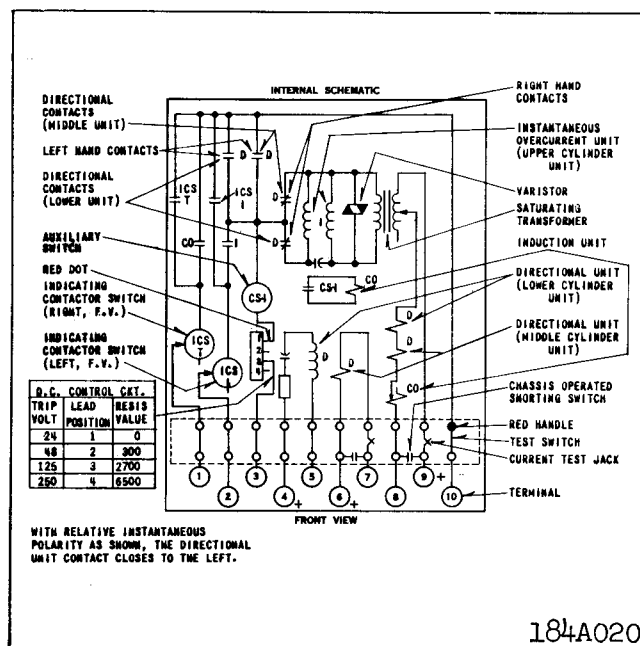 INTERNAL SCHEMATIC
DIRECTIONAL
CONTACTS
(MIDDLE UNIT)
LEFT HAND CONTACTS
DIRECTIONAL
CONTACTS
(LOWER UNIT)
AUXILIARY
SWITCH
RED DOT
INDICATING
CONTACTOR SWITCH
(RIGHT, F.V.)
INDICATING
CONTACTOR SWITCH
(LEFT, F.V.)
RIGHT HAND
CONTACTS
INSTANTANEOUS
OVERCURRENT UNIT
(UPPER CYLINDER
UNIT)
VARISTOR
SATURATING
TRANSFORMER
INDUCTION UNIT
DIRECTIONAL UNIT
(LOWER CYLINDER
UNIT)
DIRECTIONAL UNIT
(MIDDLE CYLINDER
UNIT)
CHASSIS OPERATED
SHORTING SWITCH
RED HANDLE
TEST SWITCH
CURRENT TEST JACK
TERMINAL
D D
ICS
T
ICS
I
D
CO
I
I
D
CS-1
CO
CS-1
ICS
T
ICS
1
2
3
4
D
D
D
D
CO
D.C. CONTROL CKT.
TRIP VOLT LEAD POSITION RESIS VALUE
24 1 0
48 2 300
125 3 2700
250 4 6500
1 3 5 7 9 +
2 4 + 6 + 8 10
FRONT VIEW
WITH RELATIVE INSTANTANEOUS
POLARITY AS SHOWN, THE DIRECTIONAL
UNIT CONTACT CLOSES TO THE LEFT.
184A020